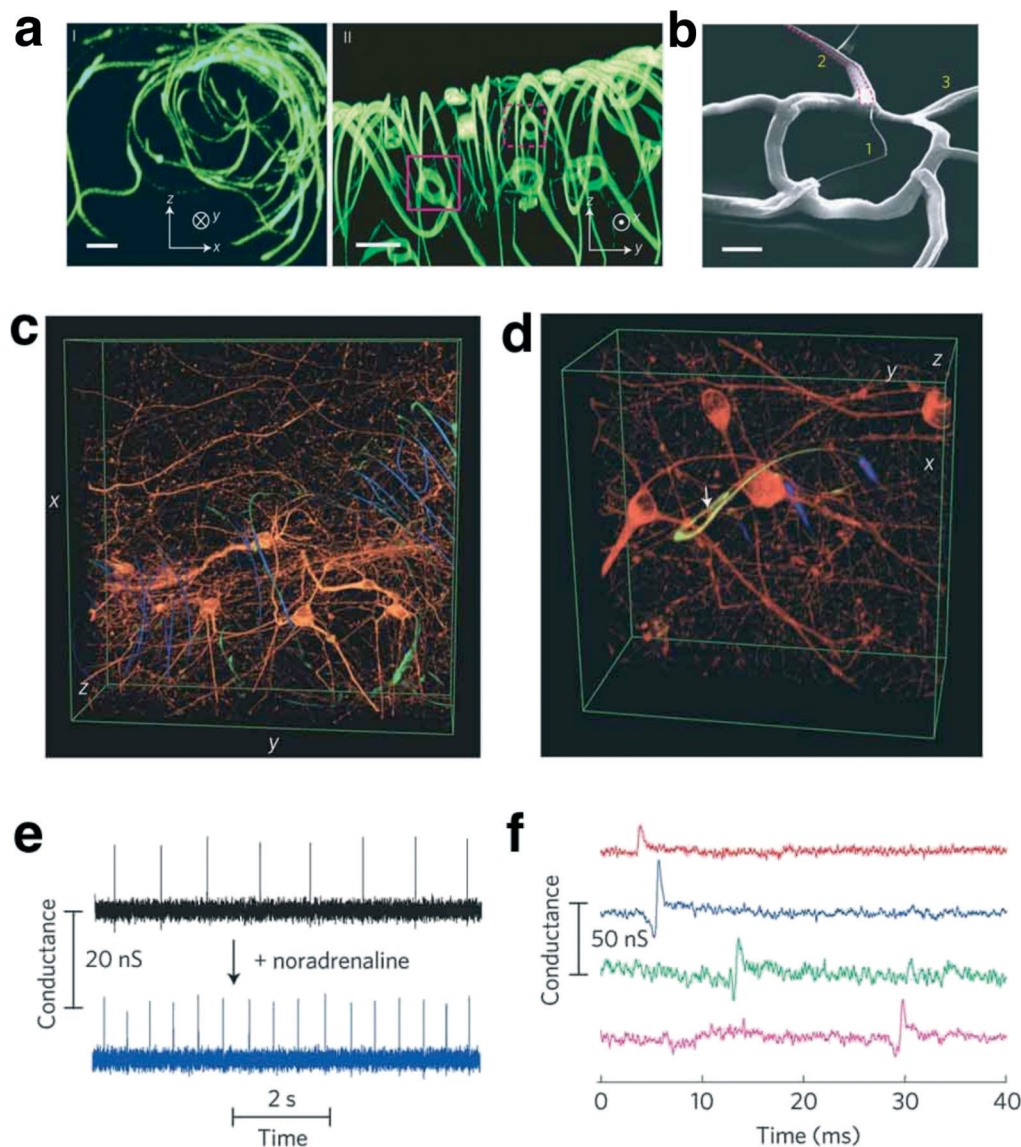 a
I
z
y
x
II
z
x
y
b
2
3
1
c
x
z
y
d
z
y
x
e
Conductance
20 nS
+ noradrenaline
2 s
Time
f
Conductance
50 nS
0 10 20 30 40
Time (ms)